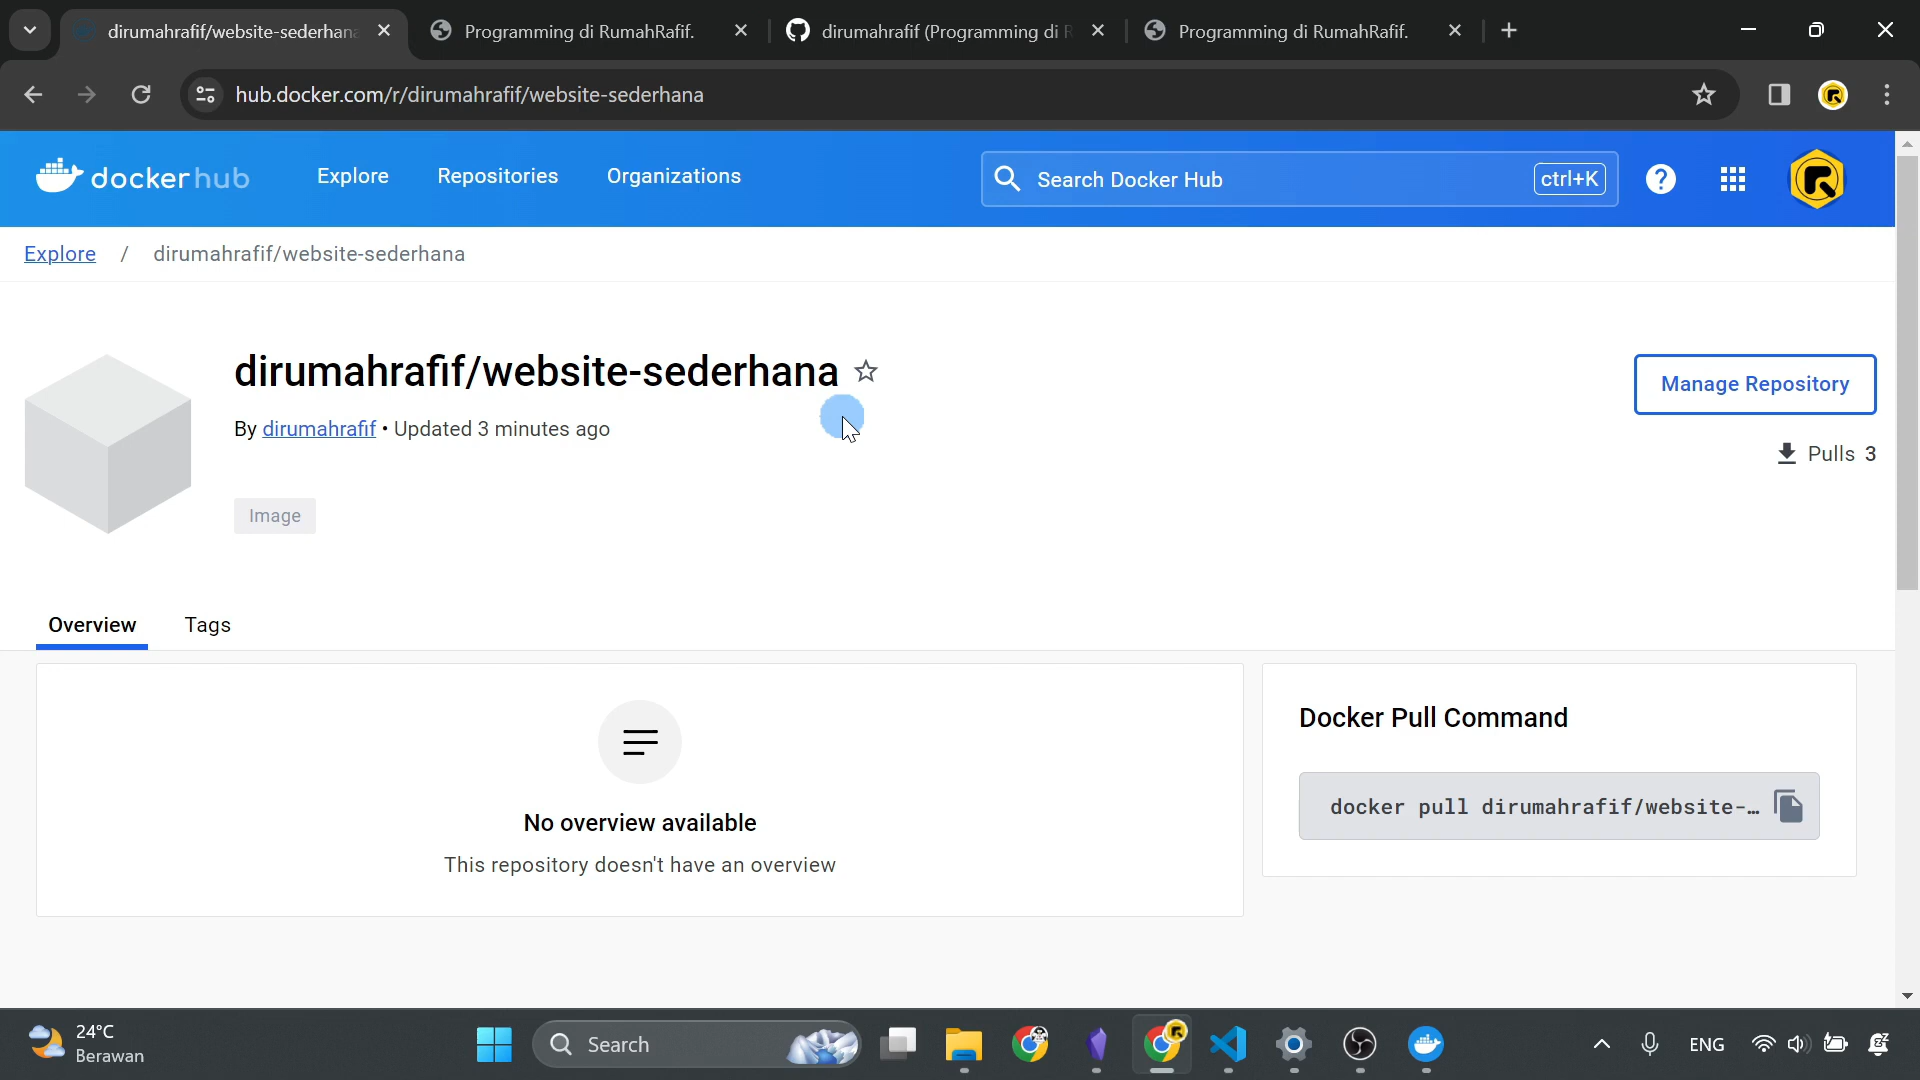 dirumahrafif/website-sederhana
Programming di RumahRafif.
dirumahrafif (Programming di R
Programming di RumahRafif.
hub.docker.com/r/dirumahrafif/website-sederhana
dockerhub
Explore
Repositories
Organizations
Search Docker Hub
ctrl+K
Explore / dirumahrafif/website-sederhana
dirumahrafif/website-sederhana
Manage Repository
By dirumahrafif • Updated 3 minutes ago
Pulls 3
Image
Overview
Tags
Docker Pull Command
docker pull dirumahrafif/website-…
No overview available
This repository doesn't have an overview
24°C
Berawan
Search
ENG